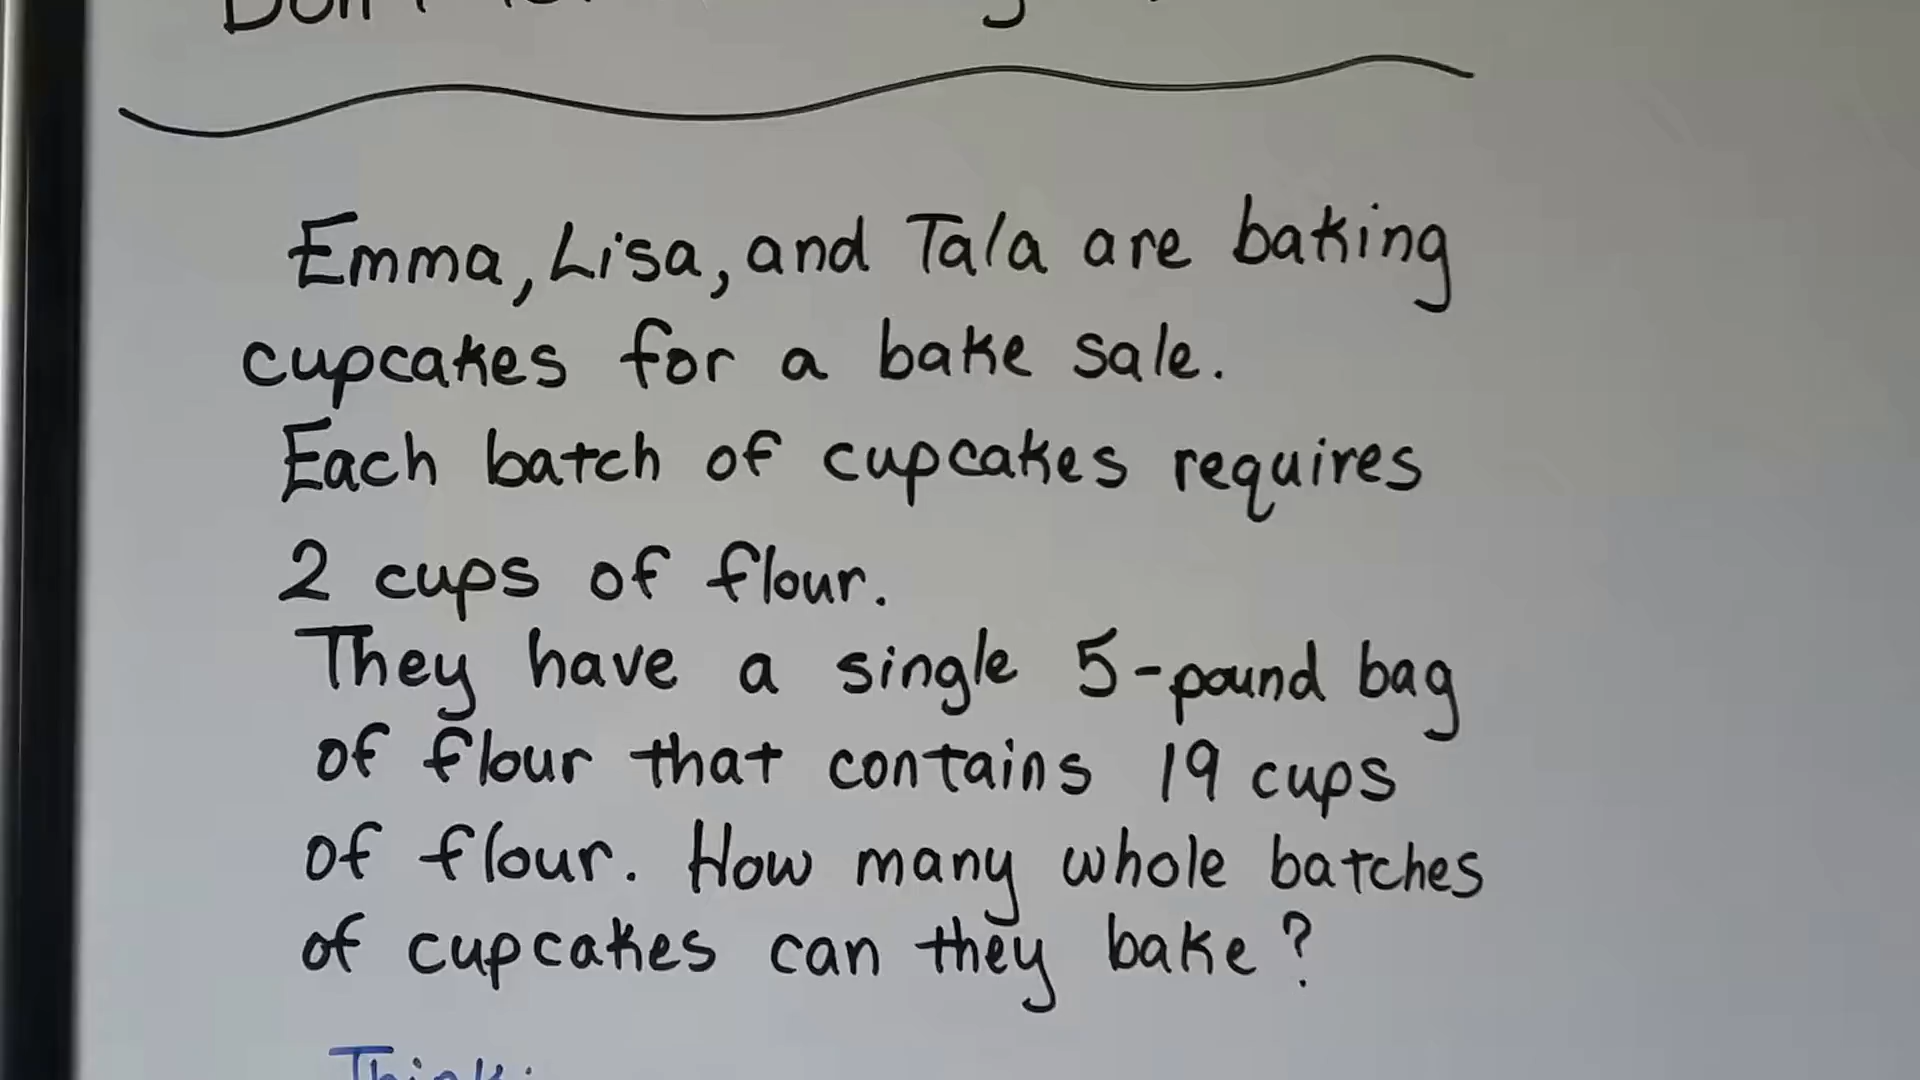 Emma, Lisa, and Tala are baking
cupcakes for a bake sale.
Each batch of cupcakes requires
2 cups of flour.
They have a single 5-pound bag
of flour that contains 19 cups
of flour. How many whole batches
of cupcakes can they bake?
Think: